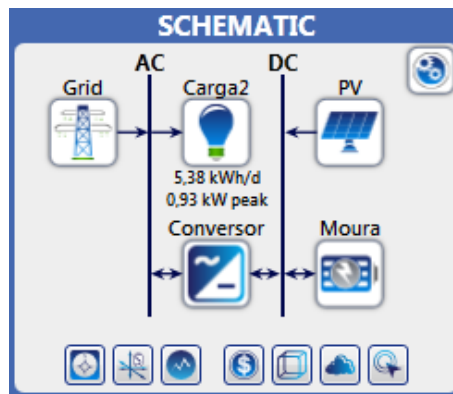 SCHEMATIC
AC DC
Grid Carga2 PV
5,38 kWh/d
0,93 kW peak
Conversor Moura